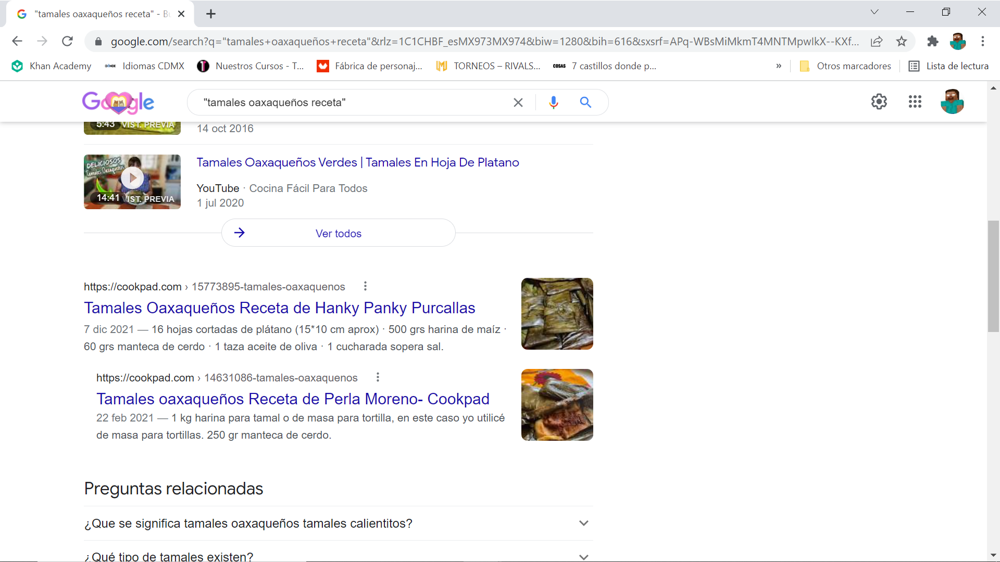 "tamales oaxaqueños receta" - B
google.com/search?q="tamales+oaxaqueños+receta"&rlz=1C1CHBF_esMX973MX974&biw=1280&bih=616&sxsrf=APq-WBsMiMkmT4MNTMpwIkX--KXf...
Khan Academy
Idiomas CDMX
Nuestros Cursos - T...
Fábrica de personaj...
TORNEOS – RIVALS...
COSAS
7 castillos donde p...
»
Otros marcadores
Lista de lectura
Google
"tamales oaxaqueños receta"
5:43 VIST. PREVIA
14 oct 2016
DELICIOSOS
Tamales Oaxaqueños
14:41 VIST. PREVIA
Tamales Oaxaqueños Verdes | Tamales En Hoja De Platano
YouTube · Cocina Fácil Para Todos
1 jul 2020
Ver todos
https://cookpad.com › 15773895-tamales-oaxaquenos
Tamales Oaxaqueños Receta de Hanky Panky Purcallas
7 dic 2021 — 16 hojas cortadas de plátano (15*10 cm aprox) · 500 grs harina de maíz ·
60 grs manteca de cerdo · 1 taza aceite de oliva · 1 cucharada sopera sal.
https://cookpad.com › 14631086-tamales-oaxaquenos
Tamales oaxaqueños Receta de Perla Moreno- Cookpad
22 feb 2021 — 1 kg harina para tamal o de masa para tortilla, en este caso yo utilicé
de masa para tortillas. 250 gr manteca de cerdo.
Preguntas relacionadas
¿Que se significa tamales oaxaqueños tamales calientitos?
¿Qué tipo de tamales existen?